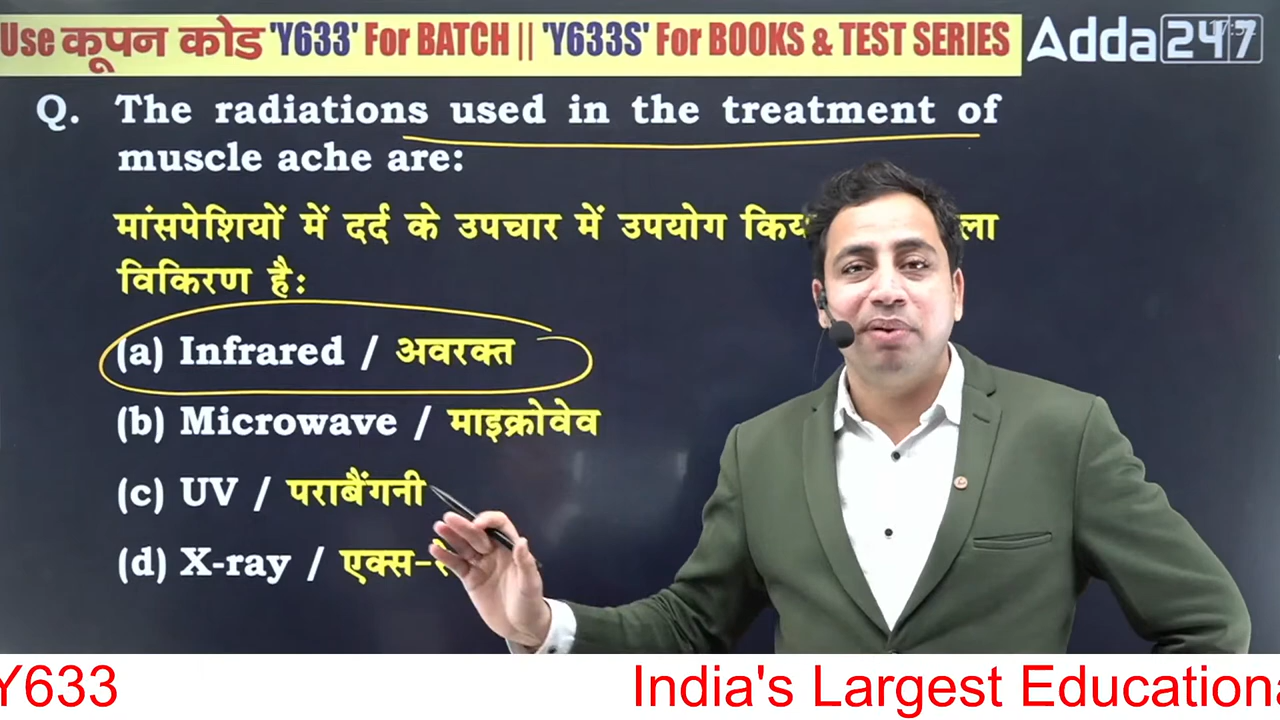 Use कूपन कोड 'Y633' For BATCH || 'Y633S' For BOOKS & TEST SERIES
Adda247
Q. The radiations used in the treatment of
muscle ache are:
मांसपेशियों में दर्द के उपचार में उपयोग
विकिरण है:
(a) Infrared / अवरक्त
(b) Microwave / माइक्रोवेव
(c) UV / पराबैंगनी
(d) X-ray / एक्स-
Y633 India's Largest